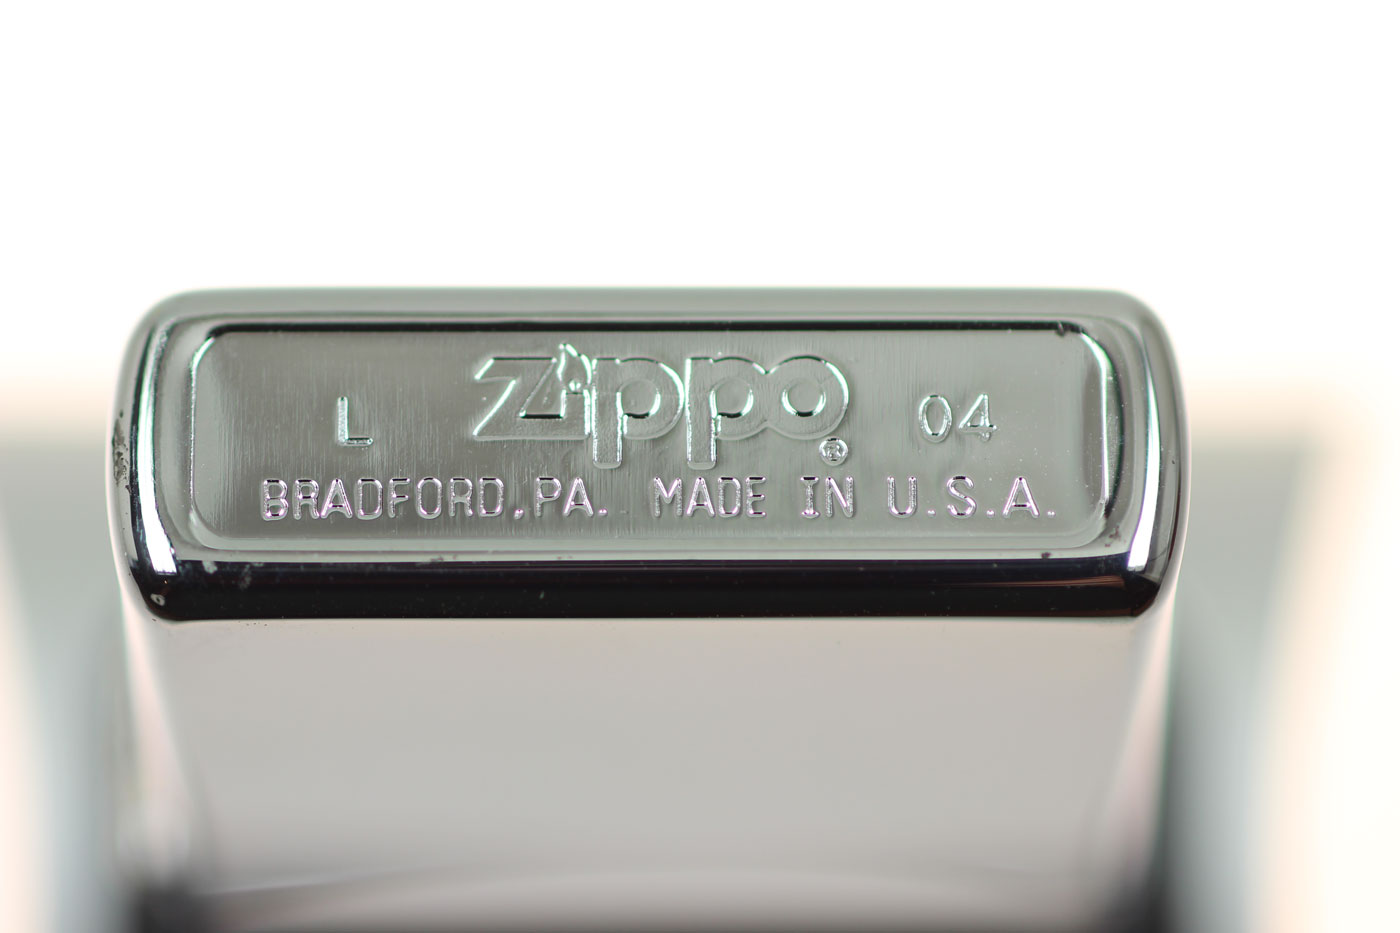 L zippo® 04
BRADFORD,PA. MADE IN U.S.A.